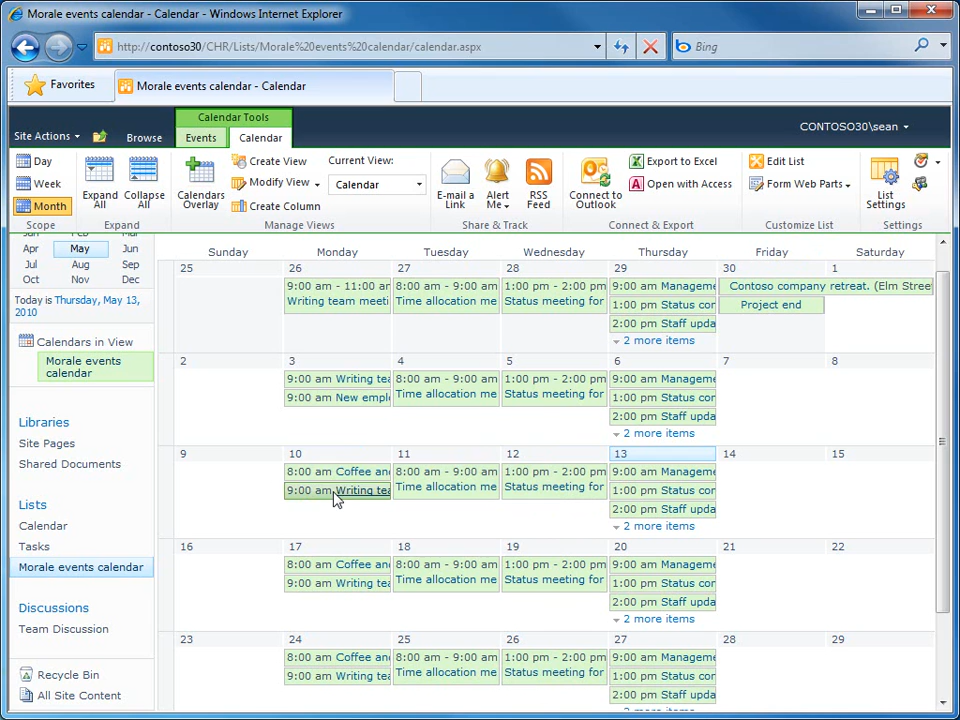 Morale events calendar - Calendar - Windows Internet Explorer
http://contoso30/CHR/Lists/Morale%20events%20calendar/calendar.aspx
Bing
Favorites
Morale events calendar - Calendar
Calendar Tools
Site Actions
Browse
Events
Calendar
CONTOSO30\sean
Day
Week
Month
Scope
Expand All
Collapse All
Expand
Calendars Overlay
Create View
Modify View
Create Column
Current View:
Calendar
Manage Views
E-mail a Link
Alert Me
RSS Feed
Share & Track
Connect to Outlook
Export to Excel
Open with Access
Connect & Export
Edit List
Form Web Parts
Customize List
List Settings
Settings
Apr May Jun
Jul Aug Sep
Oct Nov Dec
Today is Thursday, May 13,
2010
Calendars in View
Morale events
calendar
Libraries
Site Pages
Shared Documents
Lists
Calendar
Tasks
Morale events calendar
Discussions
Team Discussion
Recycle Bin
All Site Content
Sunday Monday Tuesday Wednesday Thursday Friday Saturday
25 26 27 28 29 30 1
9:00 am - 11:00 am 8:00 am - 9:00 am 1:00 pm - 2:00 pm 9:00 am Manageme Contoso company retreat. (Elm Street
Writing team meeti Time allocation me Status meeting for 1:00 pm Status cor Project end
2:00 pm Staff upda
2 more items
2 3 4 5 6 7 8
9:00 am Writing tea 8:00 am - 9:00 am 1:00 pm - 2:00 pm 9:00 am Manageme
9:00 am New emplo Time allocation me Status meeting for 1:00 pm Status cor
2:00 pm Staff upda
2 more items
9 10 11 12 13 14 15
8:00 am Coffee and 8:00 am - 9:00 am 1:00 pm - 2:00 pm 9:00 am Manageme
9:00 am Writing tea Time allocation me Status meeting for 1:00 pm Status cor
2:00 pm Staff upda
2 more items
16 17 18 19 20 21 22
8:00 am Coffee and 8:00 am - 9:00 am 1:00 pm - 2:00 pm 9:00 am Manageme
9:00 am Writing tea Time allocation me Status meeting for 1:00 pm Status cor
2:00 pm Staff upda
2 more items
23 24 25 26 27 28 29
8:00 am Coffee and 8:00 am - 9:00 am 1:00 pm - 2:00 pm 9:00 am Manageme
9:00 am Writing tea Time allocation me Status meeting for 1:00 pm Status cor
2:00 pm Staff upda